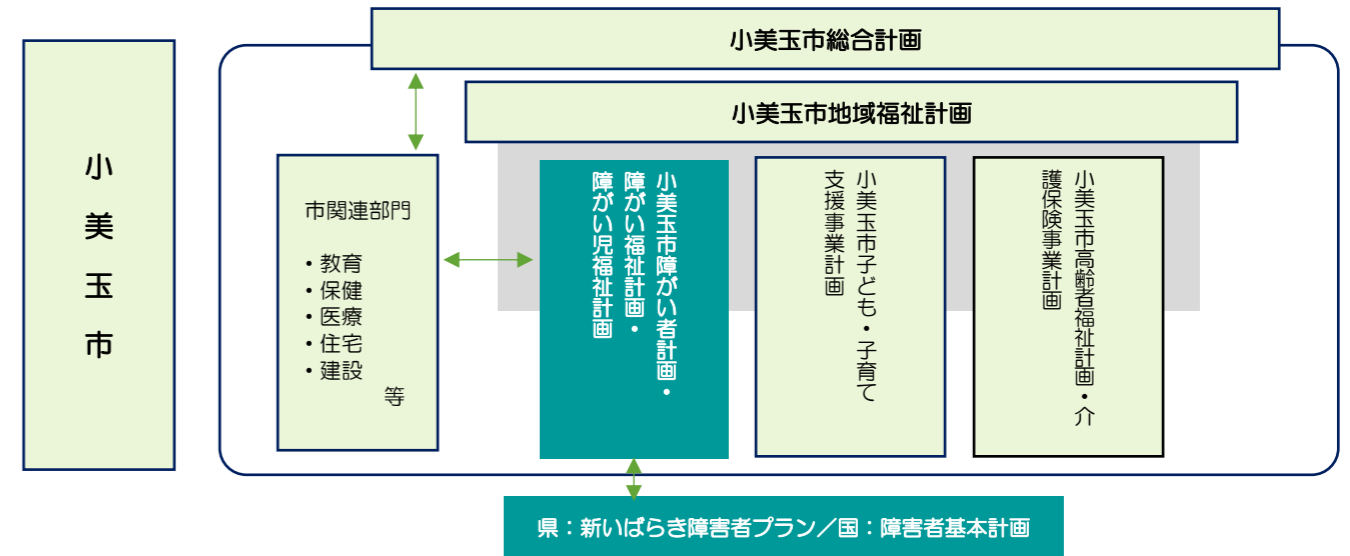 小美玉市総合計画
小美玉市地域福祉計画
小美玉市
市関連部門
・教育
・保健
・医療
・住宅
・建設
等
小美玉市障がい者計画・
障がい福祉計画・
障がい児福祉計画
小美玉市子ども・子育て
支援事業計画
小美玉市高齢者福祉計画・介
護保険事業計画
県：新いばらき障害者プラン／国：障害者基本計画